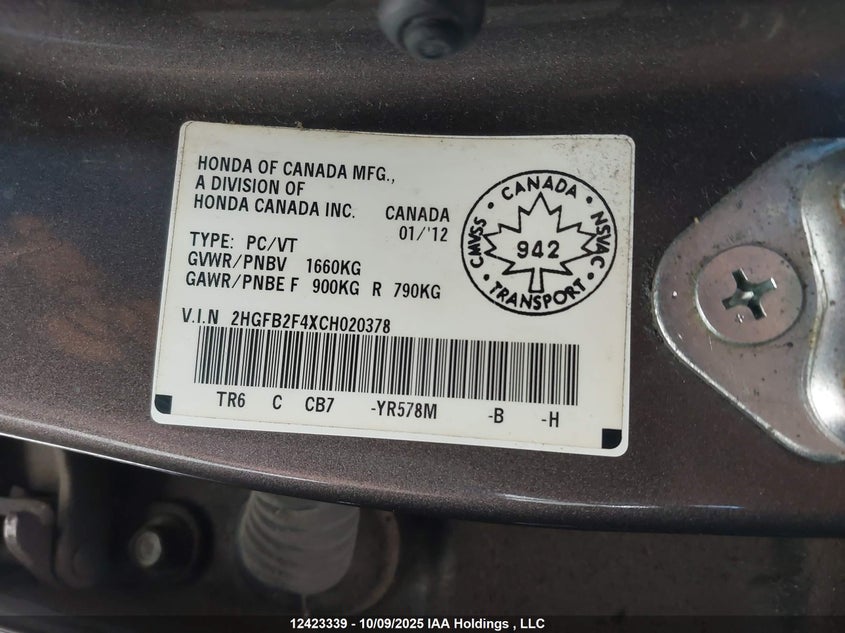 HONDA OF CANADA MFG.,
A DIVISION OF
HONDA CANADA INC. CANADA
01/'12
TYPE: PC/VT
GVWR/PNBV 1660KG
GAWR/PNBE F 900KG R 790KG
V.I.N 2HGFB2F4XCH020378
TR6 C CB7 -YR578M -B -H
CANADA
CMVSS 942 NSVAC
TRANSPORT
12423339 - 10/09/2025 IAA Holdings , LLC